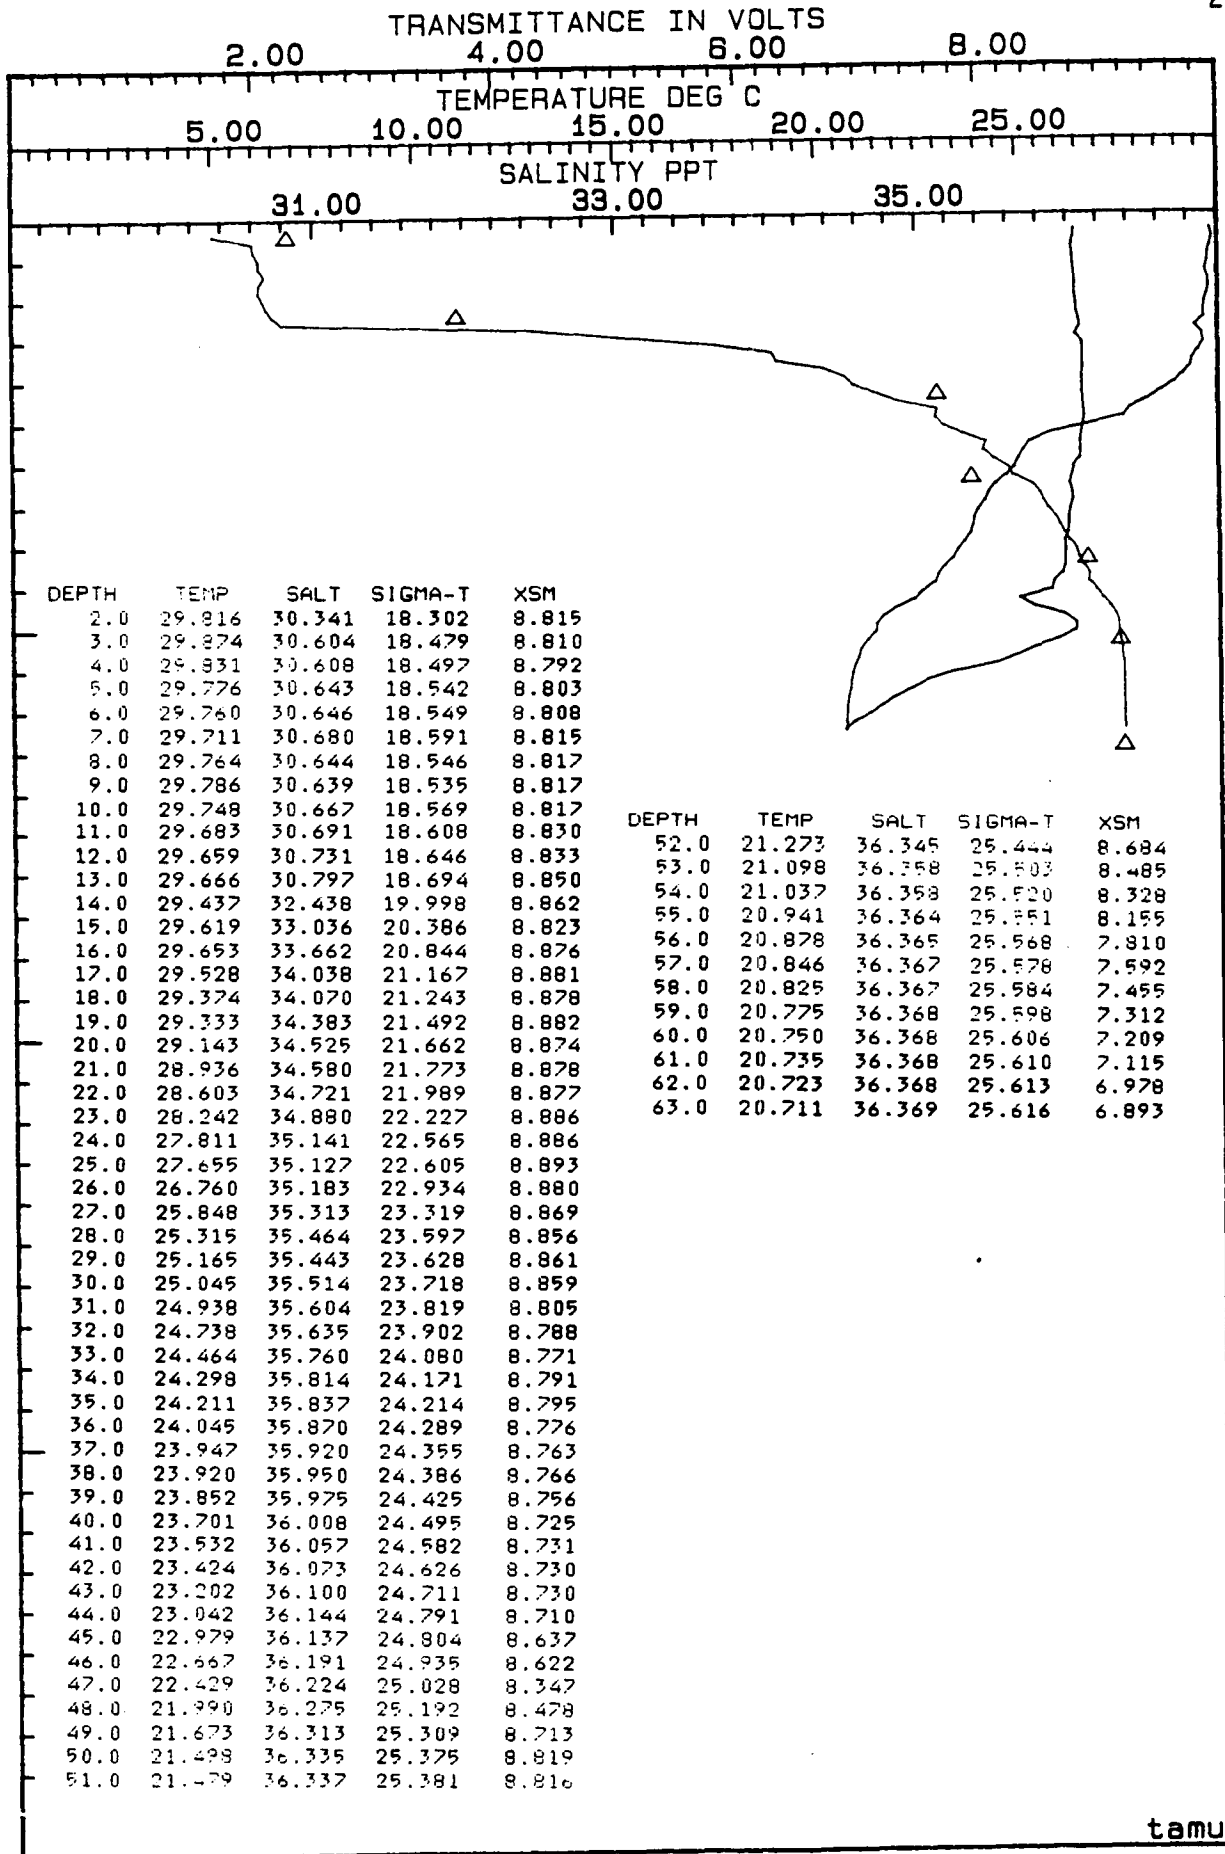 2
TRANSMITTANCE IN VOLTS
2.00 4.00 6.00 8.00
TEMPERATURE DEG C
5.00 10.00 15.00 20.00 25.00
SALINITY PPT
31.00 33.00 35.00
DEPTH TEMP SALT SIGMA-T XSM
2.0 29.816 30.341 18.302 8.815
3.0 29.874 30.604 18.479 8.810
4.0 29.831 30.608 18.497 8.792
5.0 29.776 30.643 18.542 8.803
6.0 29.760 30.646 18.549 8.808
7.0 29.711 30.680 18.591 8.815
8.0 29.764 30.644 18.546 8.817
9.0 29.786 30.639 18.535 8.817
10.0 29.748 30.667 18.569 8.817
11.0 29.683 30.691 18.608 8.830
12.0 29.659 30.731 18.646 8.833
13.0 29.666 30.797 18.694 8.850
14.0 29.437 32.438 19.998 8.862
15.0 29.619 33.036 20.386 8.823
16.0 29.653 33.662 20.844 8.876
17.0 29.528 34.038 21.167 8.881
18.0 29.374 34.070 21.243 8.878
19.0 29.333 34.383 21.492 8.882
20.0 29.143 34.525 21.662 8.874
21.0 28.936 34.580 21.773 8.878
22.0 28.603 34.721 21.989 8.877
23.0 28.242 34.880 22.227 8.886
24.0 27.811 35.141 22.565 8.886
25.0 27.655 35.127 22.605 8.893
26.0 26.760 35.183 22.934 8.880
27.0 25.848 35.313 23.319 8.869
28.0 25.315 35.464 23.597 8.856
29.0 25.165 35.443 23.628 8.861
30.0 25.045 35.514 23.718 8.859
31.0 24.938 35.604 23.819 8.805
32.0 24.738 35.635 23.902 8.788
33.0 24.464 35.760 24.080 8.771
34.0 24.298 35.814 24.171 8.791
35.0 24.211 35.837 24.214 8.795
36.0 24.045 35.870 24.289 8.776
37.0 23.947 35.920 24.355 8.763
38.0 23.920 35.950 24.386 8.766
39.0 23.852 35.975 24.425 8.756
40.0 23.701 36.008 24.495 8.725
41.0 23.532 36.057 24.582 8.731
42.0 23.424 36.073 24.626 8.730
43.0 23.202 36.100 24.711 8.730
44.0 23.042 36.144 24.791 8.710
45.0 22.979 36.137 24.804 8.637
46.0 22.667 36.191 24.935 8.622
47.0 22.429 36.224 25.028 8.347
48.0 21.990 36.275 25.192 8.478
49.0 21.673 36.313 25.309 8.713
50.0 21.498 36.335 25.375 8.819
51.0 21.479 36.337 25.381 8.816
DEPTH TEMP SALT SIGMA-T XSM
52.0 21.273 36.345 25.444 8.684
53.0 21.098 36.358 25.503 8.485
54.0 21.037 36.358 25.520 8.328
55.0 20.941 36.364 25.551 8.155
56.0 20.878 36.365 25.568 7.810
57.0 20.846 36.367 25.578 7.592
58.0 20.825 36.367 25.584 7.455
59.0 20.775 36.368 25.598 7.312
60.0 20.750 36.368 25.606 7.209
61.0 20.735 36.368 25.610 7.115
62.0 20.723 36.368 25.613 6.978
63.0 20.711 36.369 25.616 6.893
tamu